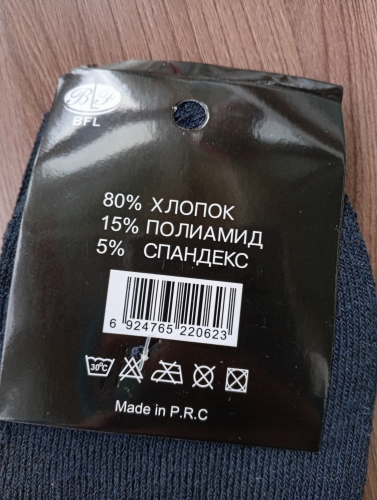 BFL
80% ХЛОПОК
15% ПОЛИАМИД
5% СПАНДЕКС
6 924765 220623
30°C
Made in P.R.C